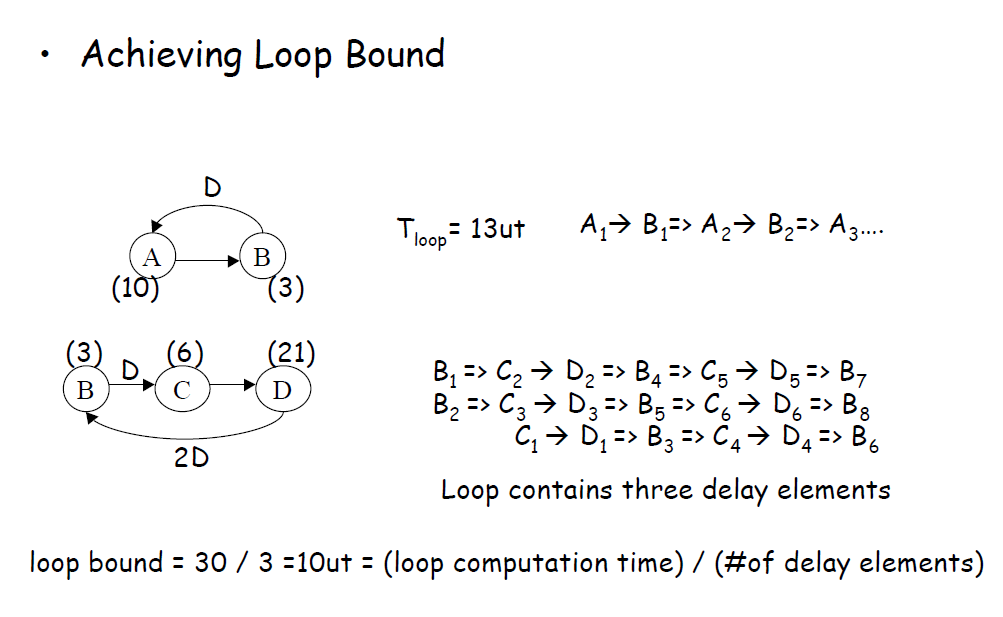 • Achieving Loop Bound
D
T_loop = 13ut A₁→ B₁=> A₂→ B₂=> A₃….
A B
(10) (3)
(3) D (6) (21)
B C D
2D
B₁ => C₂ → D₂ => B₄ => C₅ → D₅ => B₇
B₂ => C₃ → D₃ => B₅ => C₆ → D₆ => B₈
C₁ → D₁ => B₃ => C₄ → D₄ => B₆
Loop contains three delay elements
loop bound = 30 / 3 =10ut = (loop computation time) / (#of delay elements)